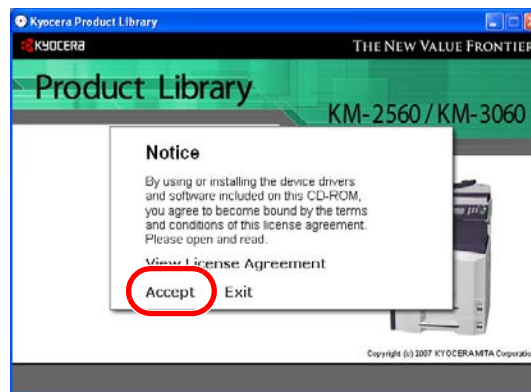 Kyocera Product Library
KYOCERA
THE NEW VALUE FRONTIER
Product Library
KM-2560 / KM-3060
Notice
By using or installing the device drivers
and software included on this CD-ROM,
you agree to become bound by the terms
and conditions of this license agreement.
Please open and read.
View License Agreement
Accept Exit
Copyright (c) 2007 KYOCERA MITA Corporatio